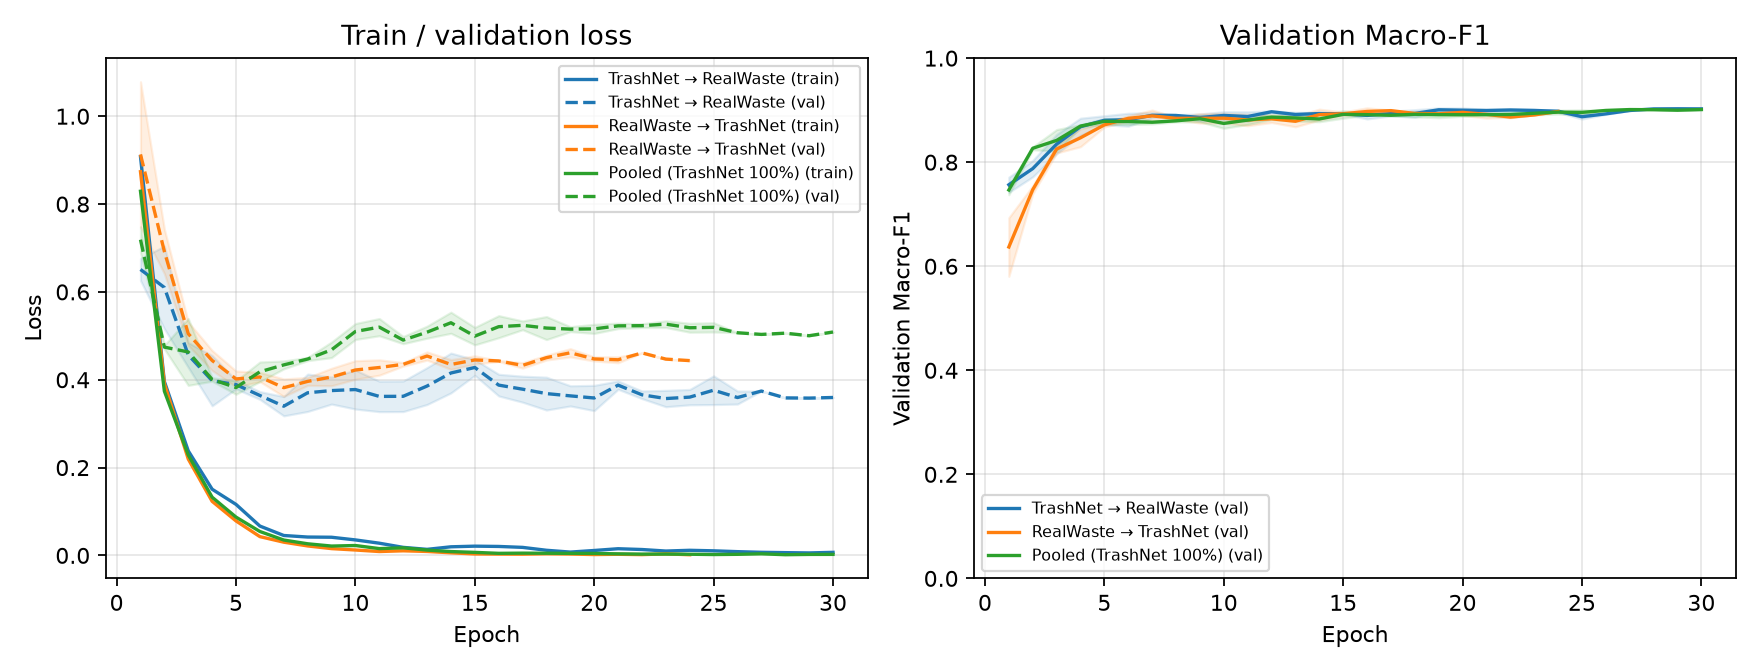 Train / validation loss
1.0
0.8
0.6
0.4
0.2
0.0
Loss
TrashNet → RealWaste (train)
TrashNet → RealWaste (val)
RealWaste → TrashNet (train)
RealWaste → TrashNet (val)
Pooled (TrashNet 100%) (train)
Pooled (TrashNet 100%) (val)
0 5 10 15 20 25 30
Epoch
Validation Macro-F1
1.0
0.8
0.6
0.4
0.2
0.0
Validation Macro-F1
TrashNet → RealWaste (val)
RealWaste → TrashNet (val)
Pooled (TrashNet 100%) (val)
0 5 10 15 20 25 30
Epoch